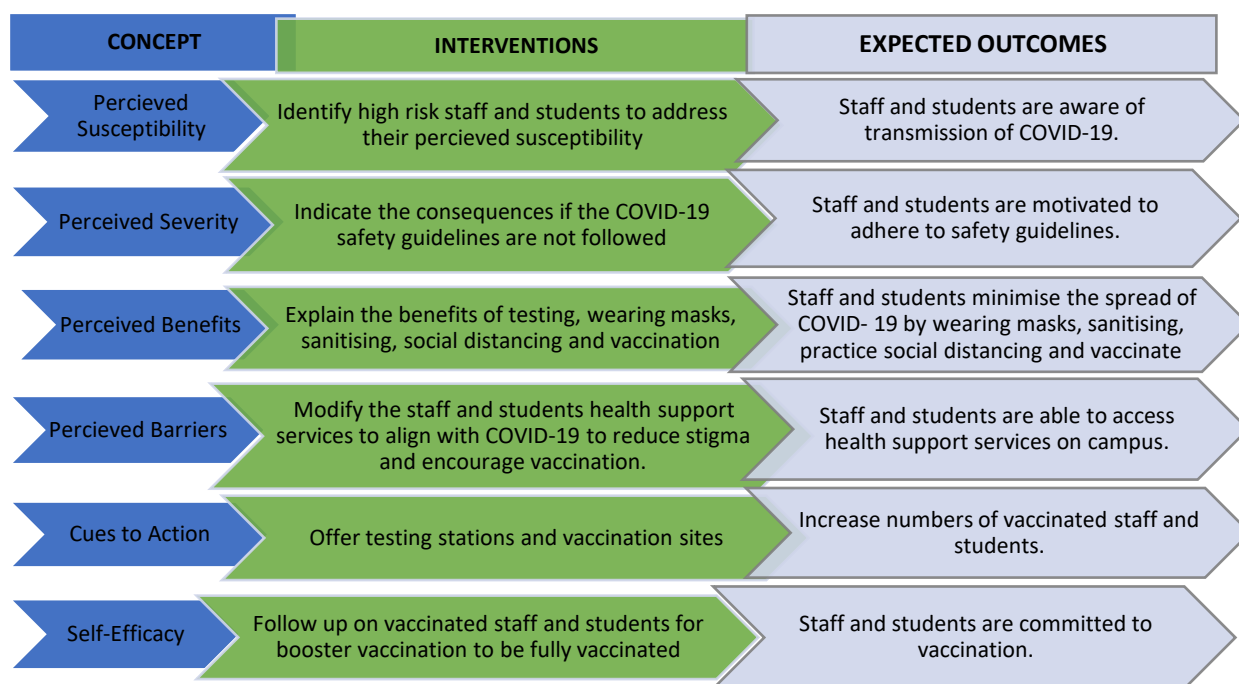 CONCEPT
INTERVENTIONS
EXPECTED OUTCOMES
Percieved
Susceptibility
Identify high risk staff and students to address
their percieved susceptibility
Staff and students are aware of
transmission of COVID-19.
Perceived Severity
Indicate the consequences if the COVID-19
safety guidelines are not followed
Staff and students are motivated to
adhere to safety guidelines.
Perceived Benefits
Explain the benefits of testing, wearing masks,
sanitising, social distancing and vaccination
Staff and students minimise the spread of
COVID- 19 by wearing masks, sanitising,
practice social distancing and vaccinate
Percieved Barriers
Modify the staff and students health support
services to align with COVID-19 to reduce stigma
and encourage vaccination.
Staff and students are able to access
health support services on campus.
Cues to Action
Offer testing stations and vaccination sites
Increase numbers of vaccinated staff and
students.
Self-Efficacy
Follow up on vaccinated staff and students for
booster vaccination to be fully vaccinated
Staff and students are committed to
vaccination.